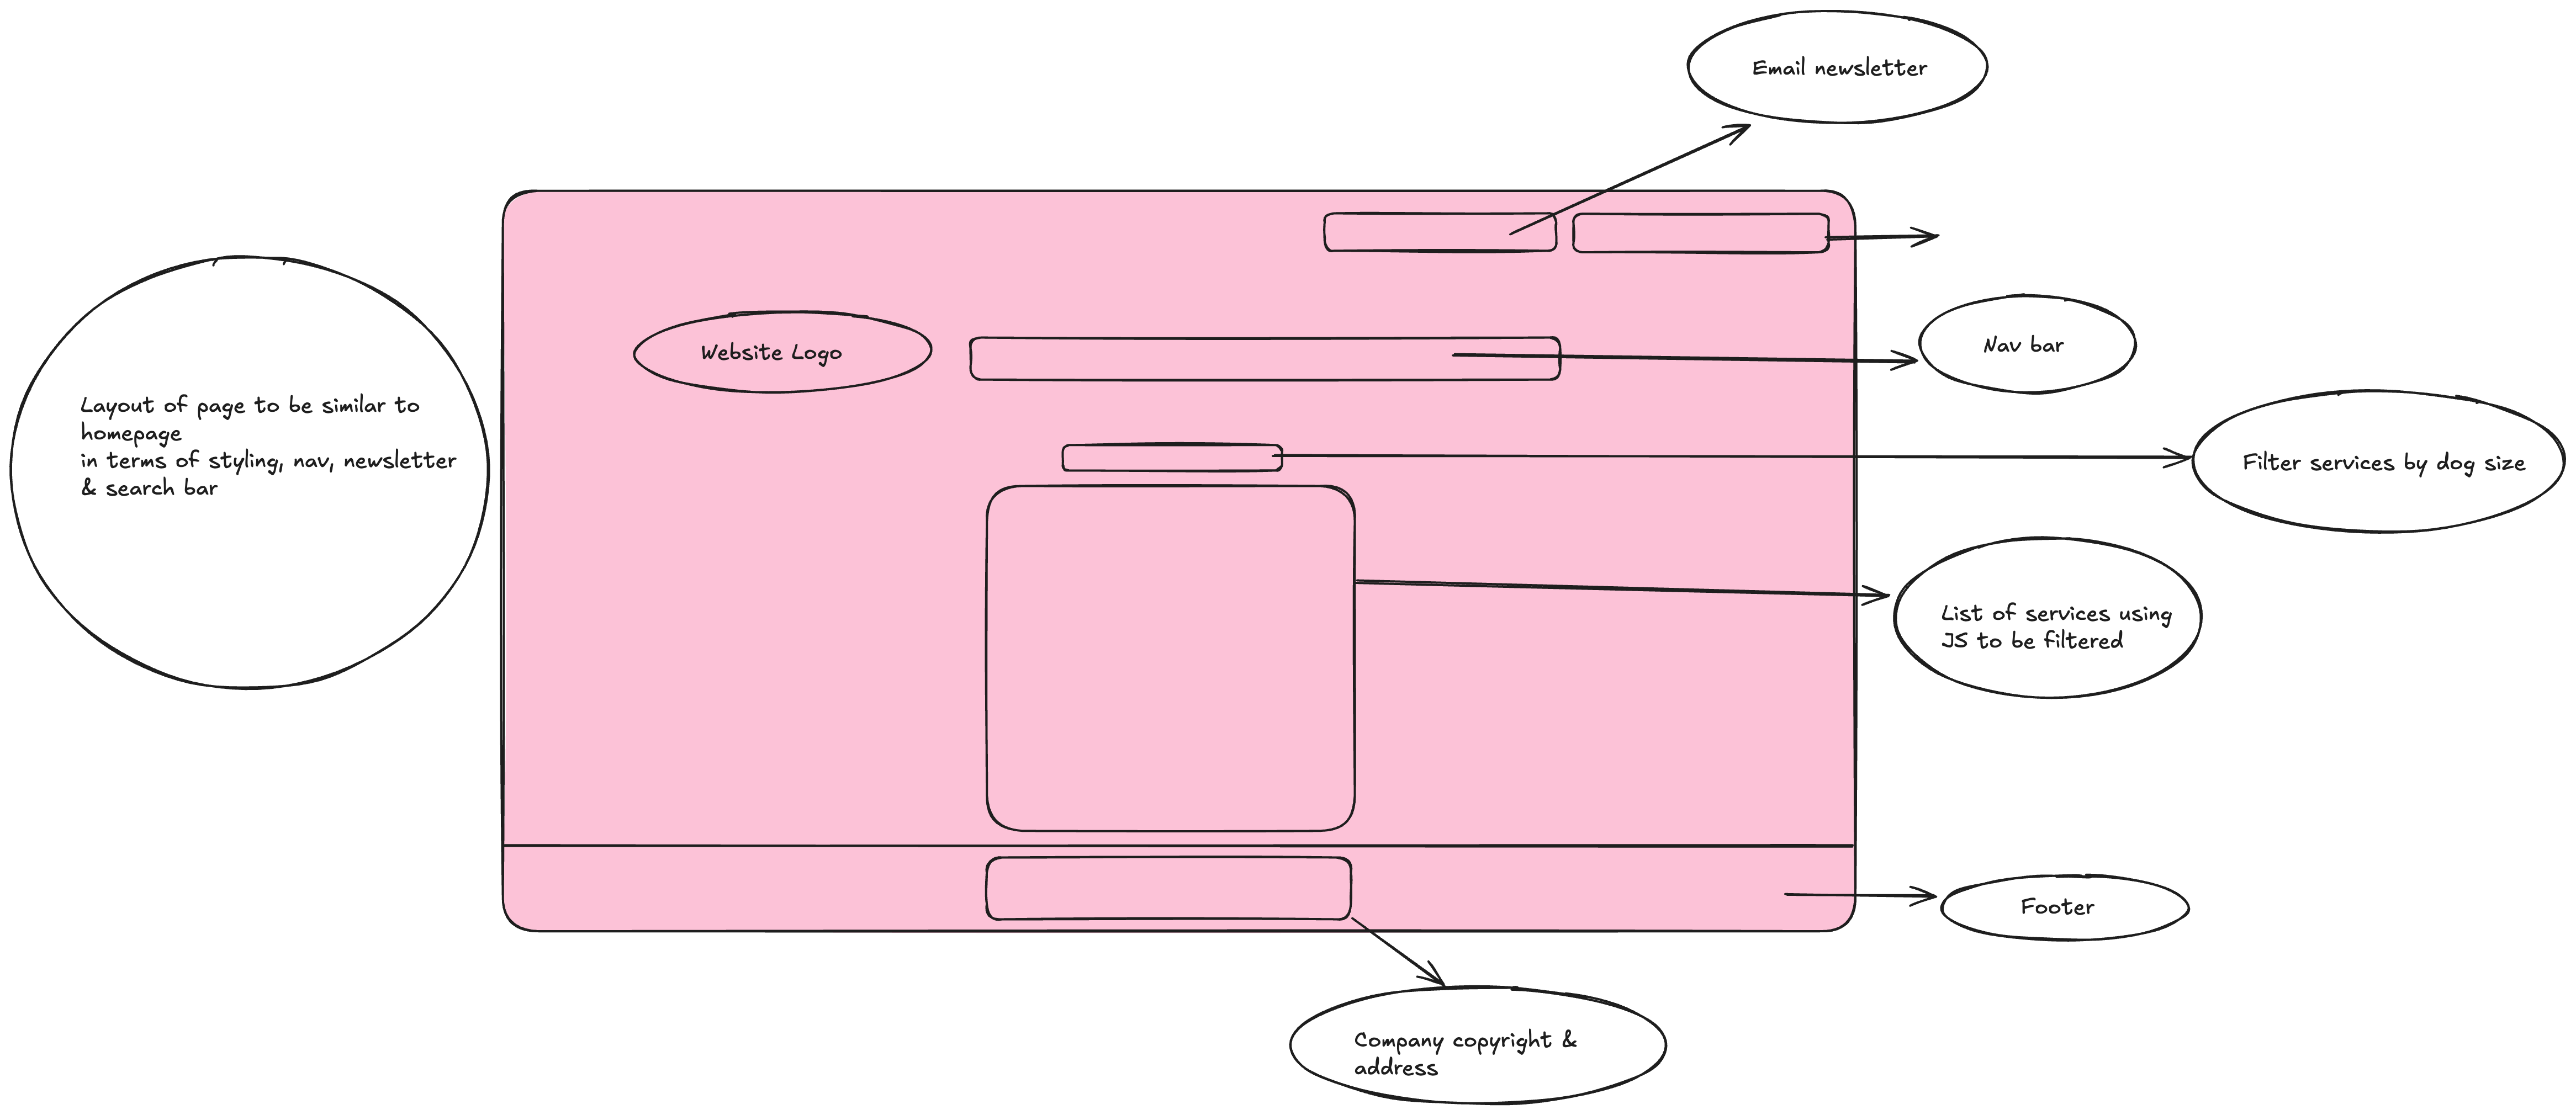 Email newsletter
Website Logo
Nav bar
Layout of page to be similar to
homepage
in terms of styling, nav, newsletter
& search bar
Filter services by dog size
List of services using
JS to be filtered
Footer
Company copyright &
address